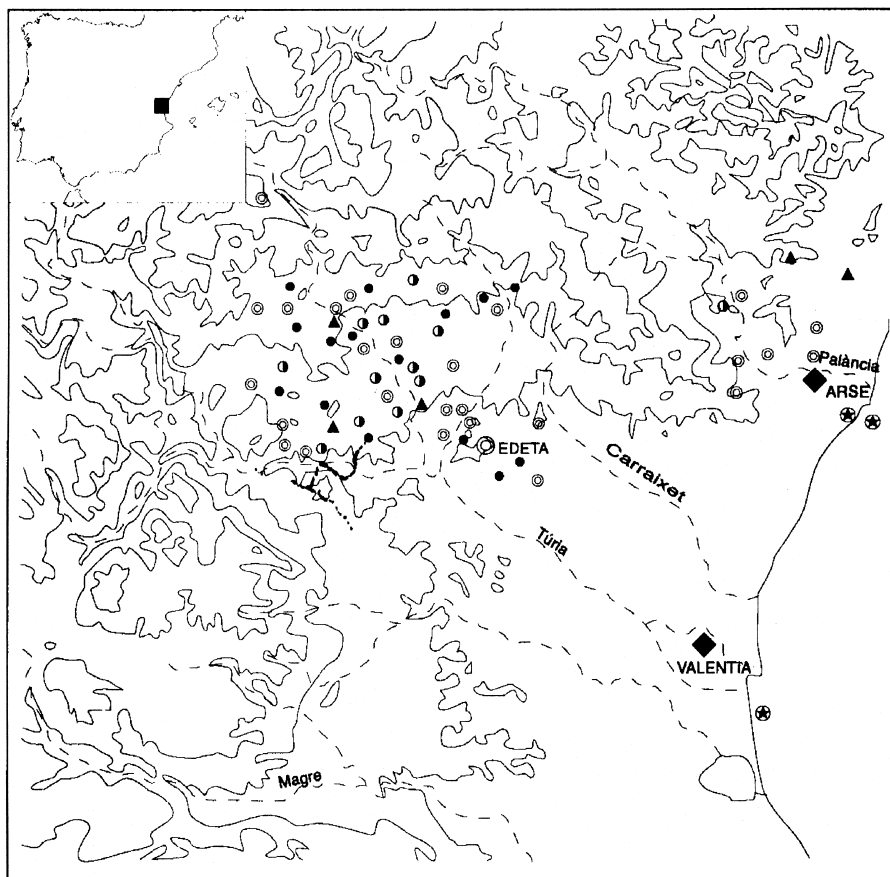 Palància
ARSE
EDETA
Carraixet
Túria
VALENTIA
Magre